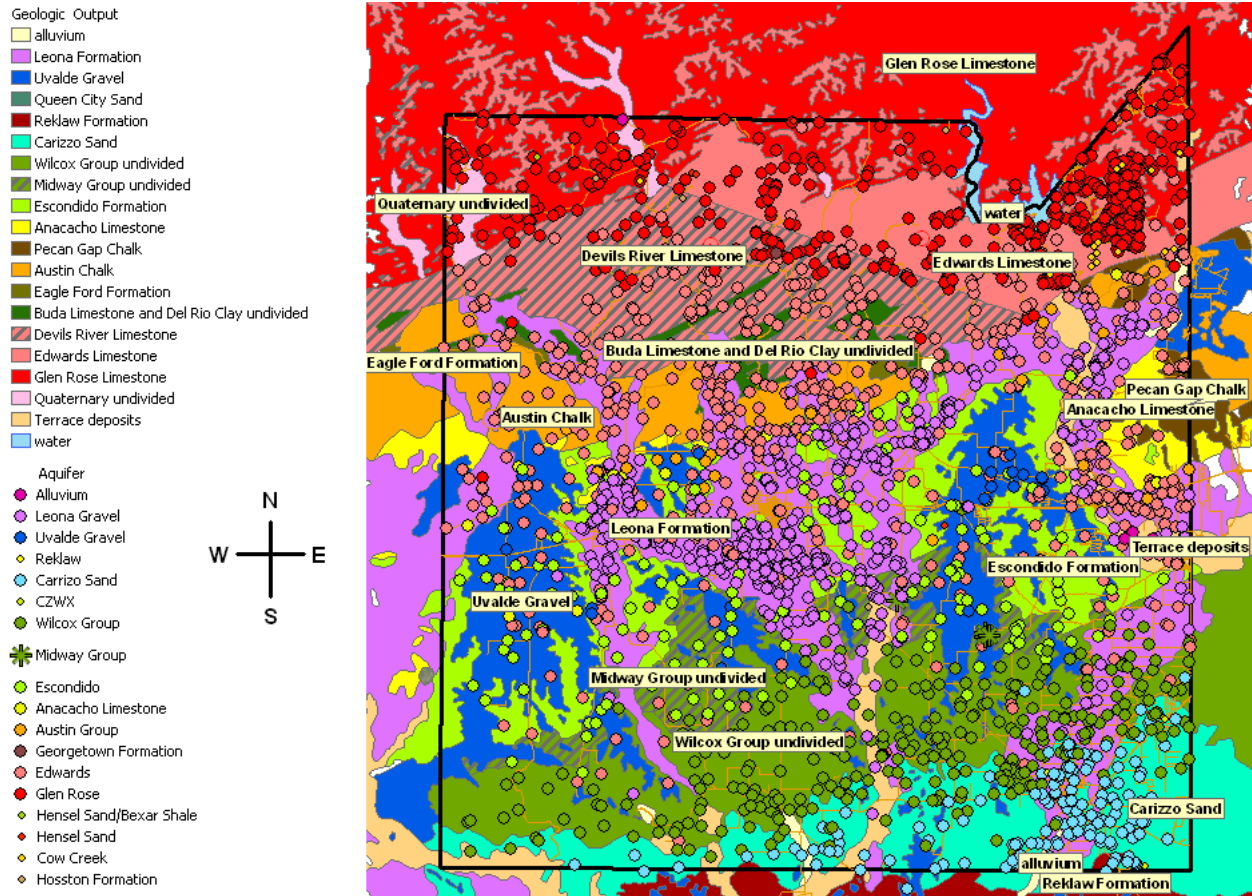 Geologic Output
alluvium
Leona Formation
Uvalde Gravel
Queen City Sand
Reklaw Formation
Carizzo Sand
Wilcox Group undivided
Midway Group undivided
Escondido Formation
Anacacho Limestone
Pecan Gap Chalk
Austin Chalk
Eagle Ford Formation
Buda Limestone and Del Rio Clay undivided
Devils River Limestone
Edwards Limestone
Glen Rose Limestone
Quaternary undivided
Terrace deposits
water
Aquifer
Alluvium
Leona Gravel
Uvalde Gravel
Reklaw
Carrizo Sand
CZWX
Wilcox Group
Midway Group
Escondido
Anacacho Limestone
Austin Group
Georgetown Formation
Edwards
Glen Rose
Hensel Sand/Bexar Shale
Hensel Sand
Cow Creek
Hosston Formation
N
W
E
S
Glen Rose Limestone
Quaternary undivided
water
Devils River Limestone
Edwards Limestone
Buda Limestone and Del Rio Clay undivided
Eagle Ford Formation
Pecan Gap Chalk
Anacacho Limestone
Austin Chalk
Leona Formation
Terrace deposits
Escondido Formation
Uvalde Gravel
Midway Group undivided
Wilcox Group undivided
Carizzo Sand
alluvium
Reklaw Formation